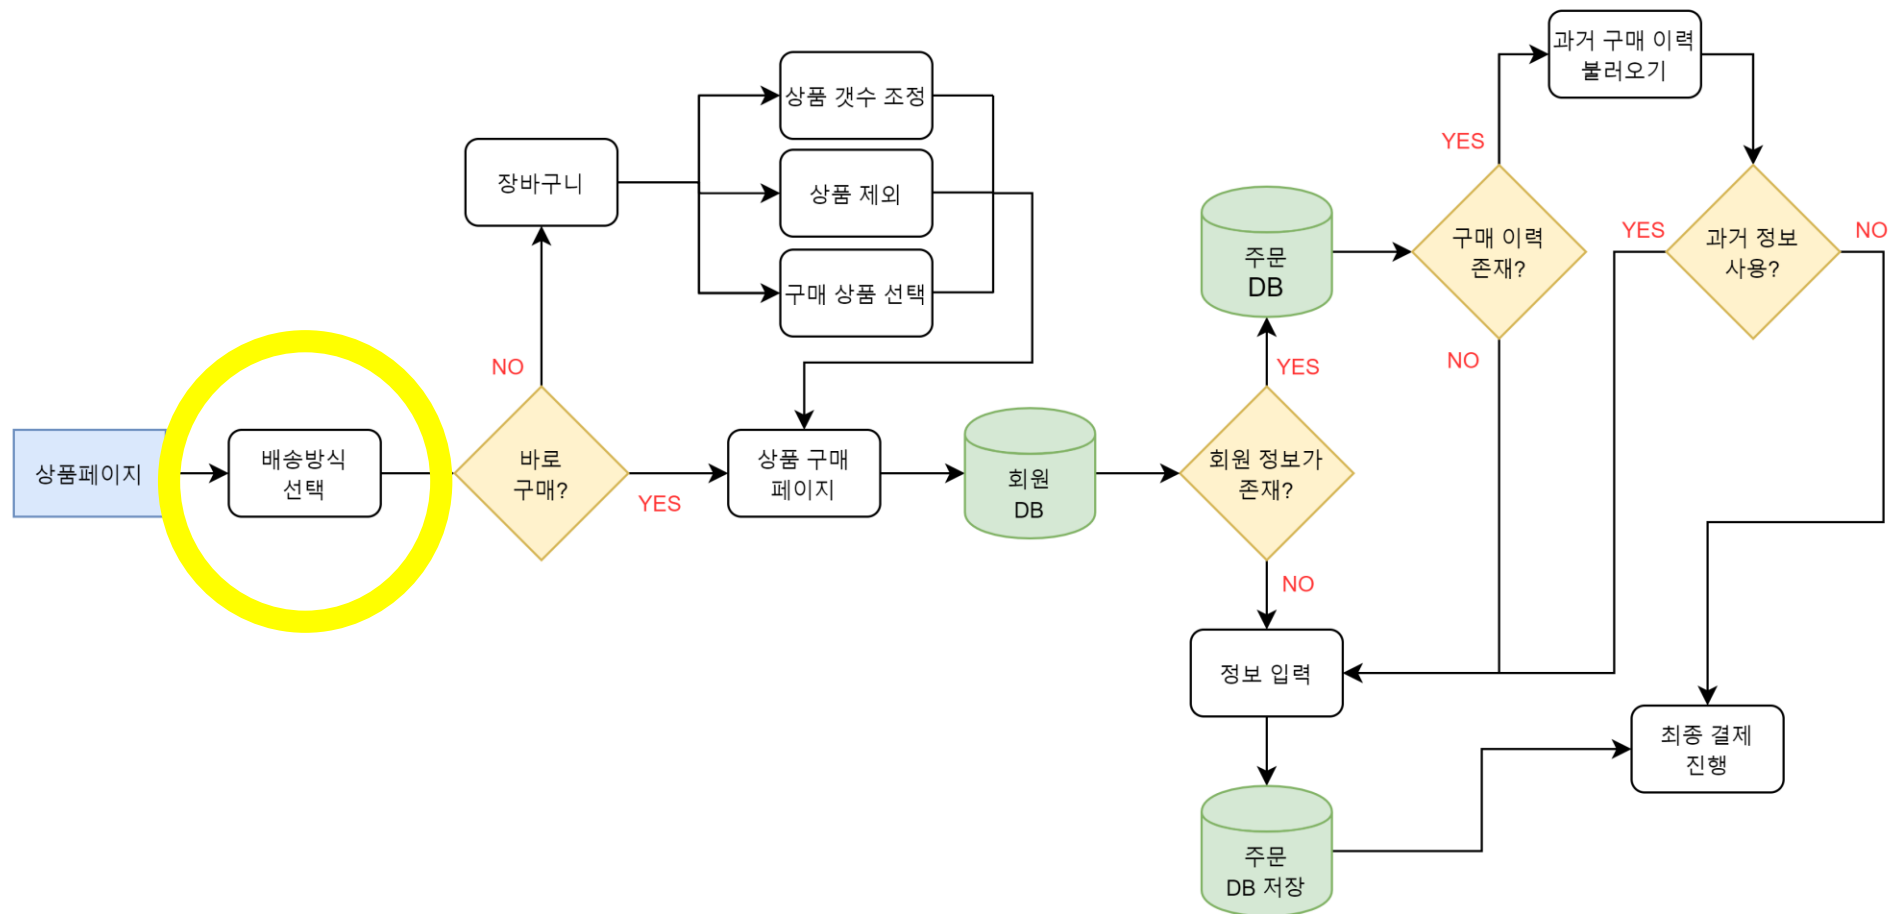 상품페이지
배송방식
선택
바로
구매?
NO
YES
장바구니
상품 갯수 조정
상품 제외
구매 상품 선택
상품 구매
페이지
회원
DB
회원 정보가
존재?
YES
NO
주문
DB
구매 이력
존재?
YES
NO
과거 구매 이력
불러오기
과거 정보
사용?
YES
NO
정보 입력
주문
DB 저장
최종 결제
진행